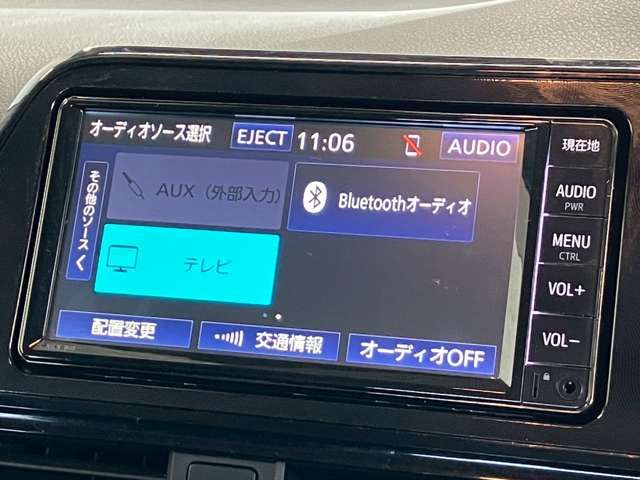 オーディオソース選択 EJECT 11:06 AUDIO
その他のソース く
AUX (外部入力)
Bluetoothオーディオ
テレビ
配置変更 交通情報 オーディオOFF
現在地
AUDIO
PWR
MENU
CTRL
VOL+
VOL-